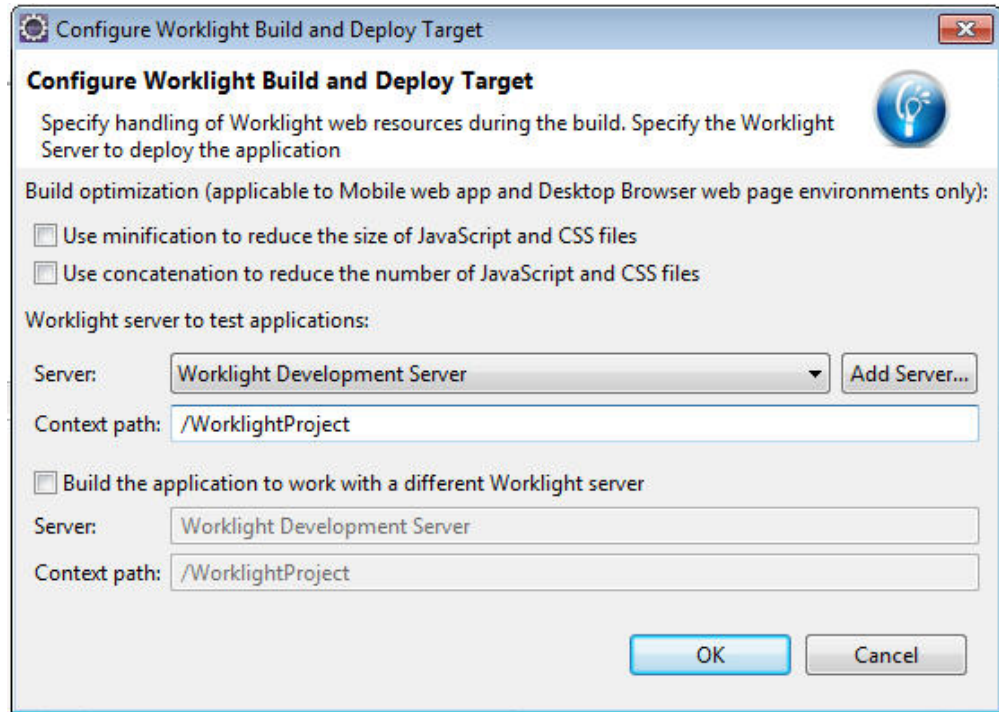 Configure Worklight Build and Deploy Target
Configure Worklight Build and Deploy Target
Specify handling of Worklight web resources during the build. Specify the Worklight
Server to deploy the application
Build optimization (applicable to Mobile web app and Desktop Browser web page environments only):
Use minification to reduce the size of JavaScript and CSS files
Use concatenation to reduce the number of JavaScript and CSS files
Worklight server to test applications:
Server: Worklight Development Server Add Server...
Context path: /WorklightProject
Build the application to work with a different Worklight server
Server: Worklight Development Server
Context path: /WorklightProject
OK Cancel